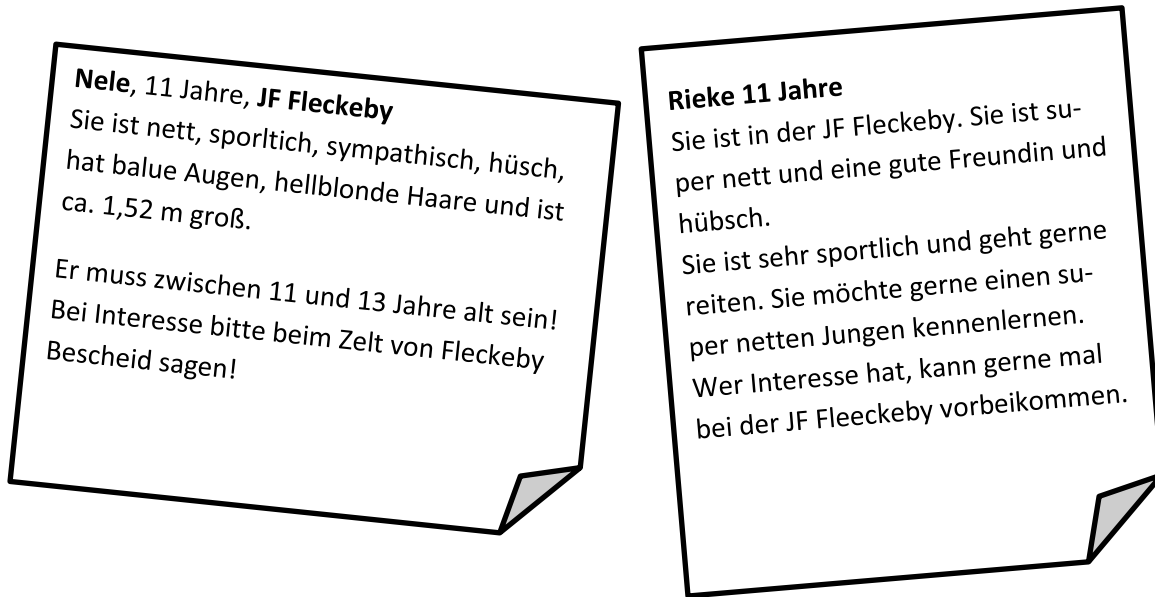 Nele, 11 Jahre, JF Fleckeby
Sie ist nett, sporltich, sympathisch, hüsch,
hat balue Augen, hellblonde Haare und ist
ca. 1,52 m groß.
Er muss zwischen 11 und 13 Jahre alt sein!
Bei Interesse bitte beim Zelt von Fleckeby
Bescheid sagen!
Rieke 11 Jahre
Sie ist in der JF Fleckeby. Sie ist su-
per nett und eine gute Freundin und
hübsch.
Sie ist sehr sportlich und geht gerne
reiten. Sie möchte gerne einen su-
per netten Jungen kennenlernen.
Wer Interesse hat, kann gerne mal
bei der JF Fleeckeby vorbeikommen.